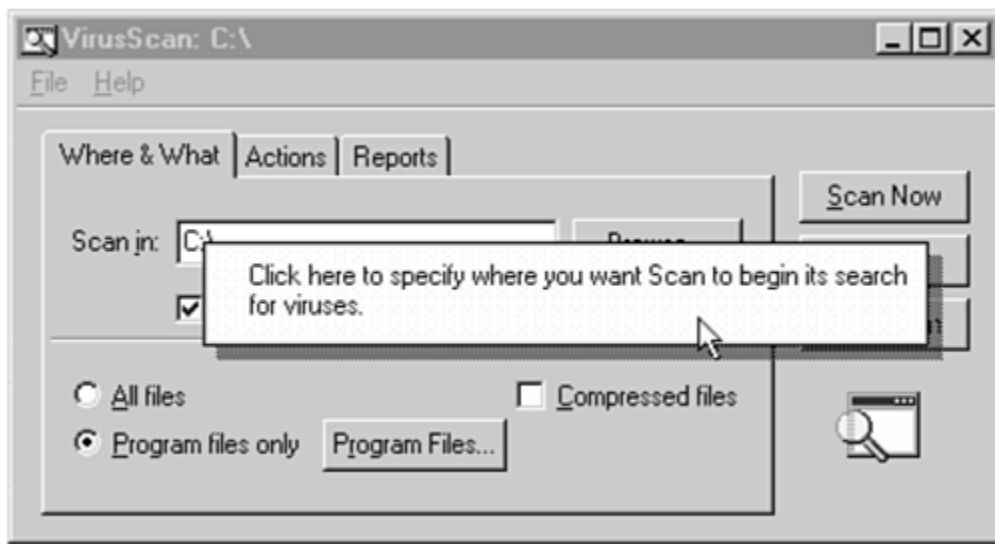 VirusScan: C:\
File Help
Where & What Actions Reports
Scan Now
Scan in: C:\
Click here to specify where you want Scan to begin its search
for viruses.
All files Compressed files
Program files only Program Files...